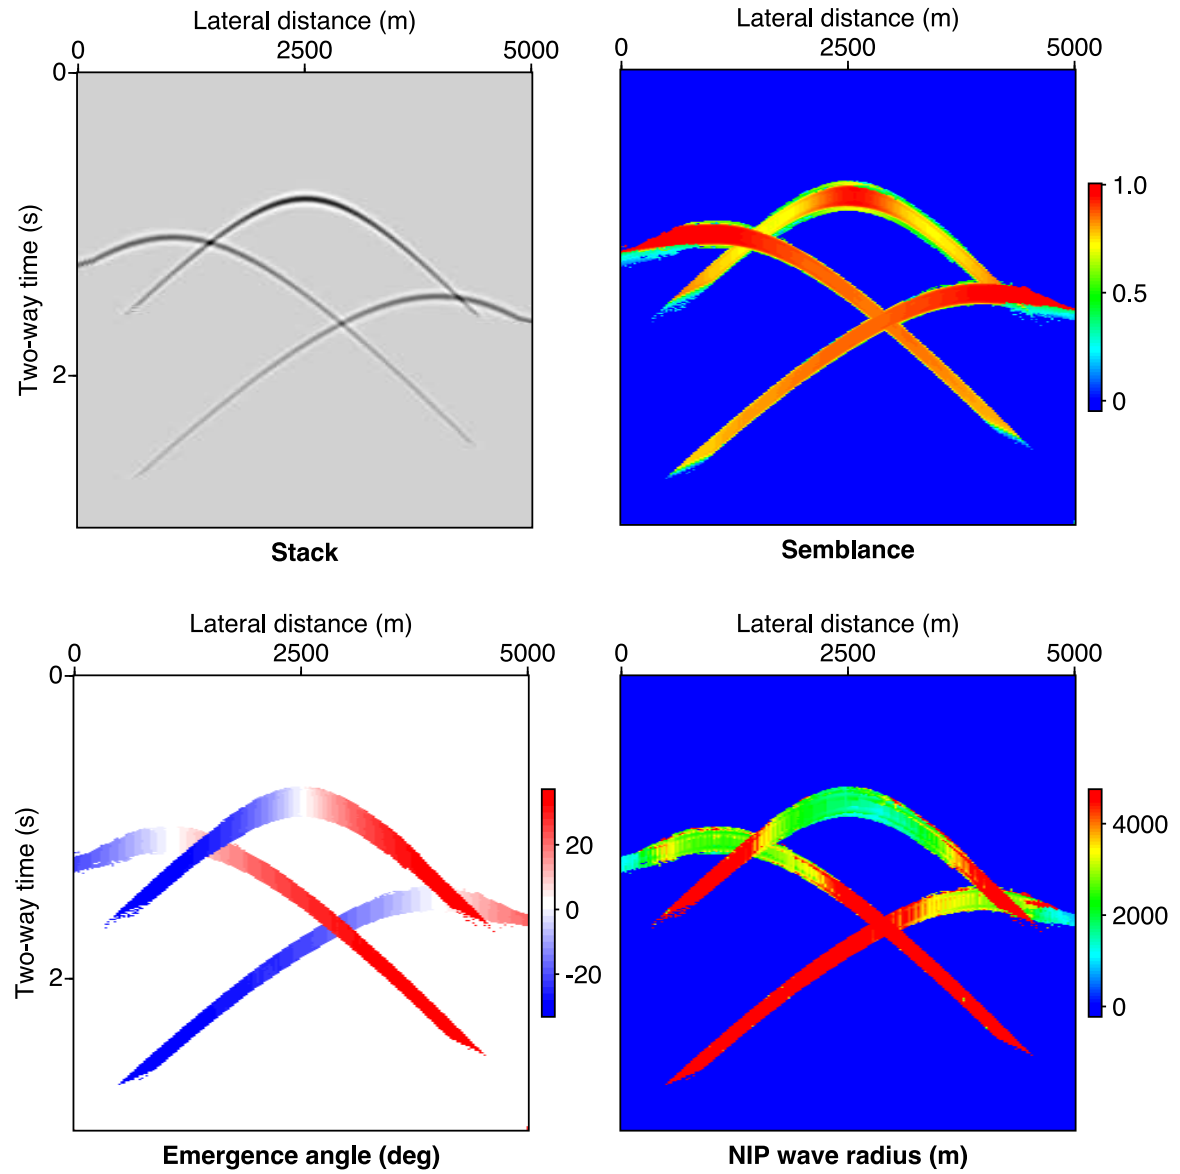 Lateral distance (m)
0 2500 5000
0
2
Two-way time (s)
Stack
Lateral distance (m)
0 2500 5000
1.0
0.5
0
Semblance
Lateral distance (m)
0 2500 5000
0
2
Two-way time (s)
20
0
-20
Emergence angle (deg)
Lateral distance (m)
0 2500 5000
4000
2000
0
NIP wave radius (m)